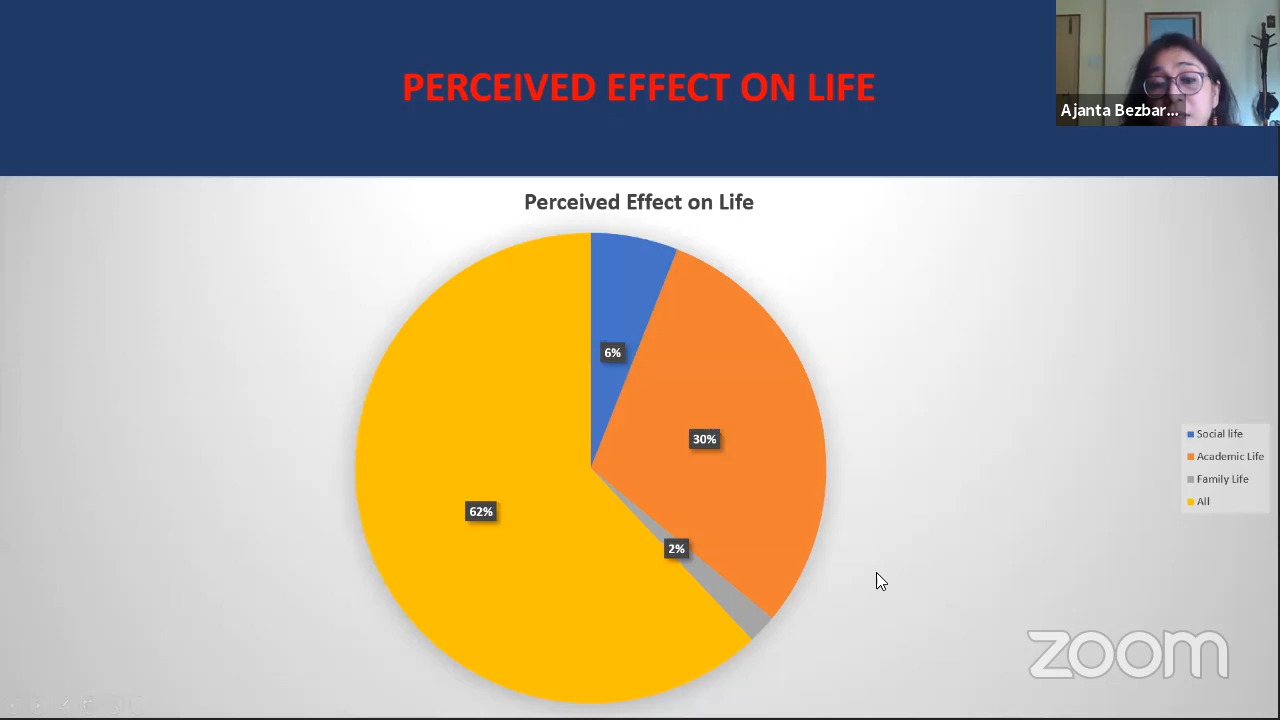 PERCEIVED EFFECT ON LIFE
Ajanta Bezbar...
Perceived Effect on Life
6%
30%
62%
2%
Social life
Academic Life
Family Life
All
zoom